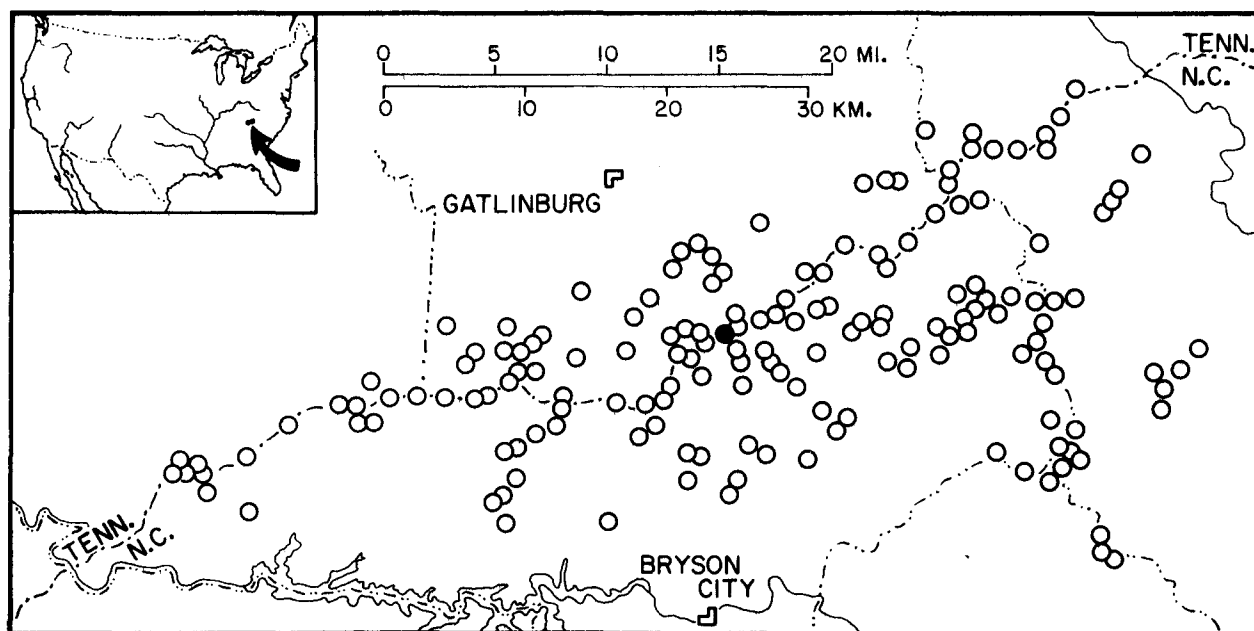 0 5 10 15 20 MI.
0 10 20 30 KM.
TENN.
N.C.
GATLINBURG
TENN.
N.C.
BRYSON
CITY